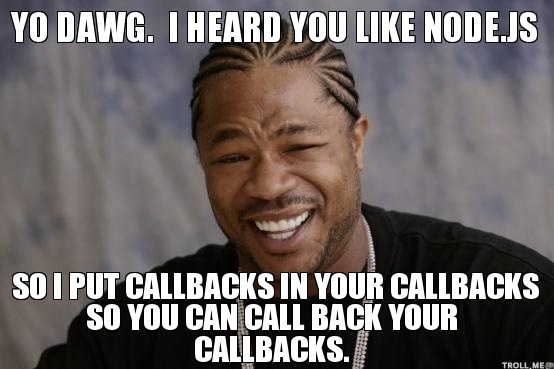 YO DAWG.  I HEARD YOU LIKE NODE.JS
SO I PUT CALLBACKS IN YOUR CALLBACKS
SO YOU CAN CALL BACK YOUR
CALLBACKS.
TROLL.ME